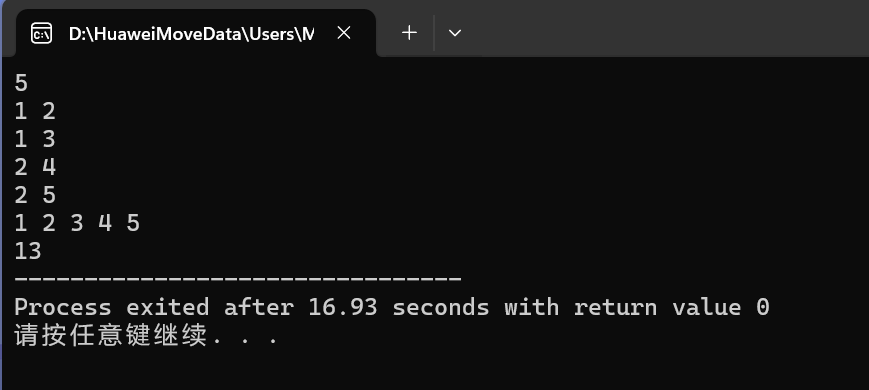 D:\HuaweiMoveData\Users\M
5
1 2
1 3
2 4
2 5
1 2 3 4 5
13
--------------------------------
Process exited after 16.93 seconds with return value 0
请按任意键继续. . .